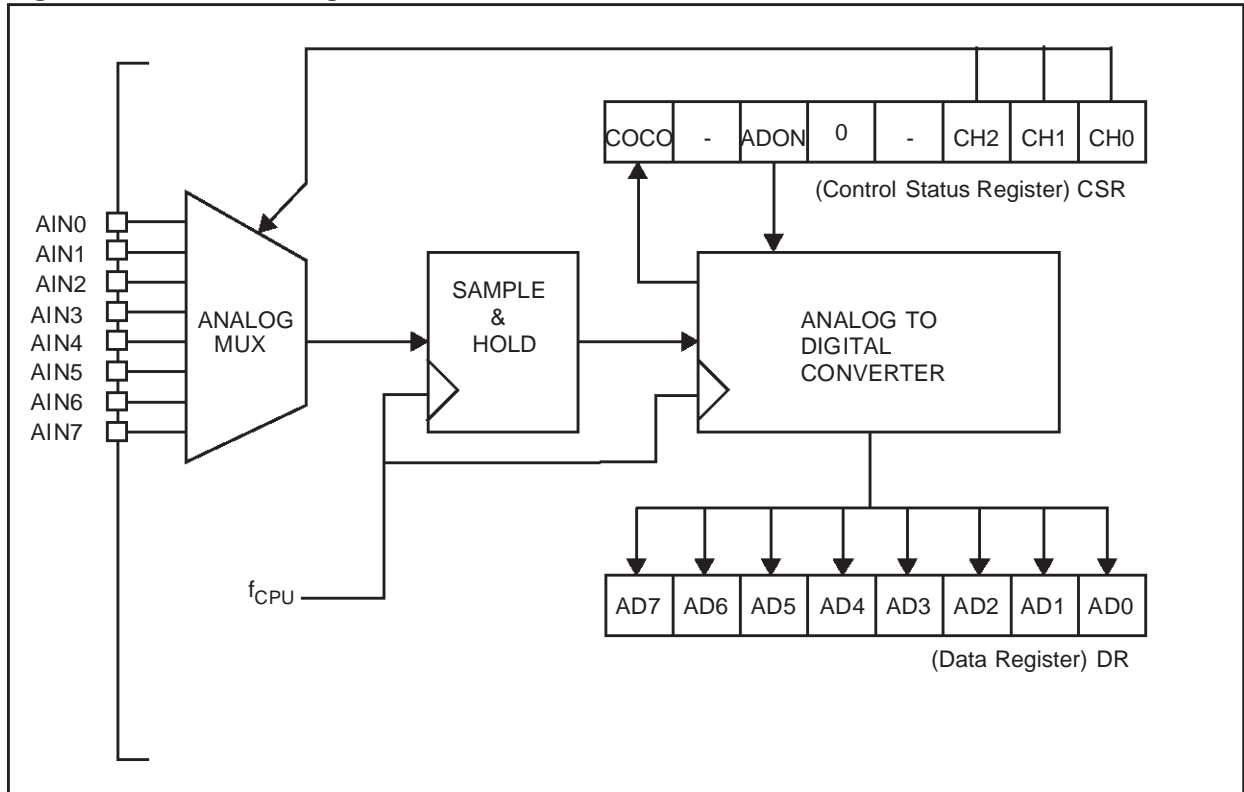 COCO - ADON 0 - CH2 CH1 CH0
(Control Status Register) CSR
AIN0
AIN1
AIN2
AIN3
AIN4
AIN5
AIN6
AIN7
ANALOG
MUX
SAMPLE
&
HOLD
ANALOG TO
DIGITAL
CONVERTER
fCPU
AD7 AD6 AD5 AD4 AD3 AD2 AD1 AD0
(Data Register) DR